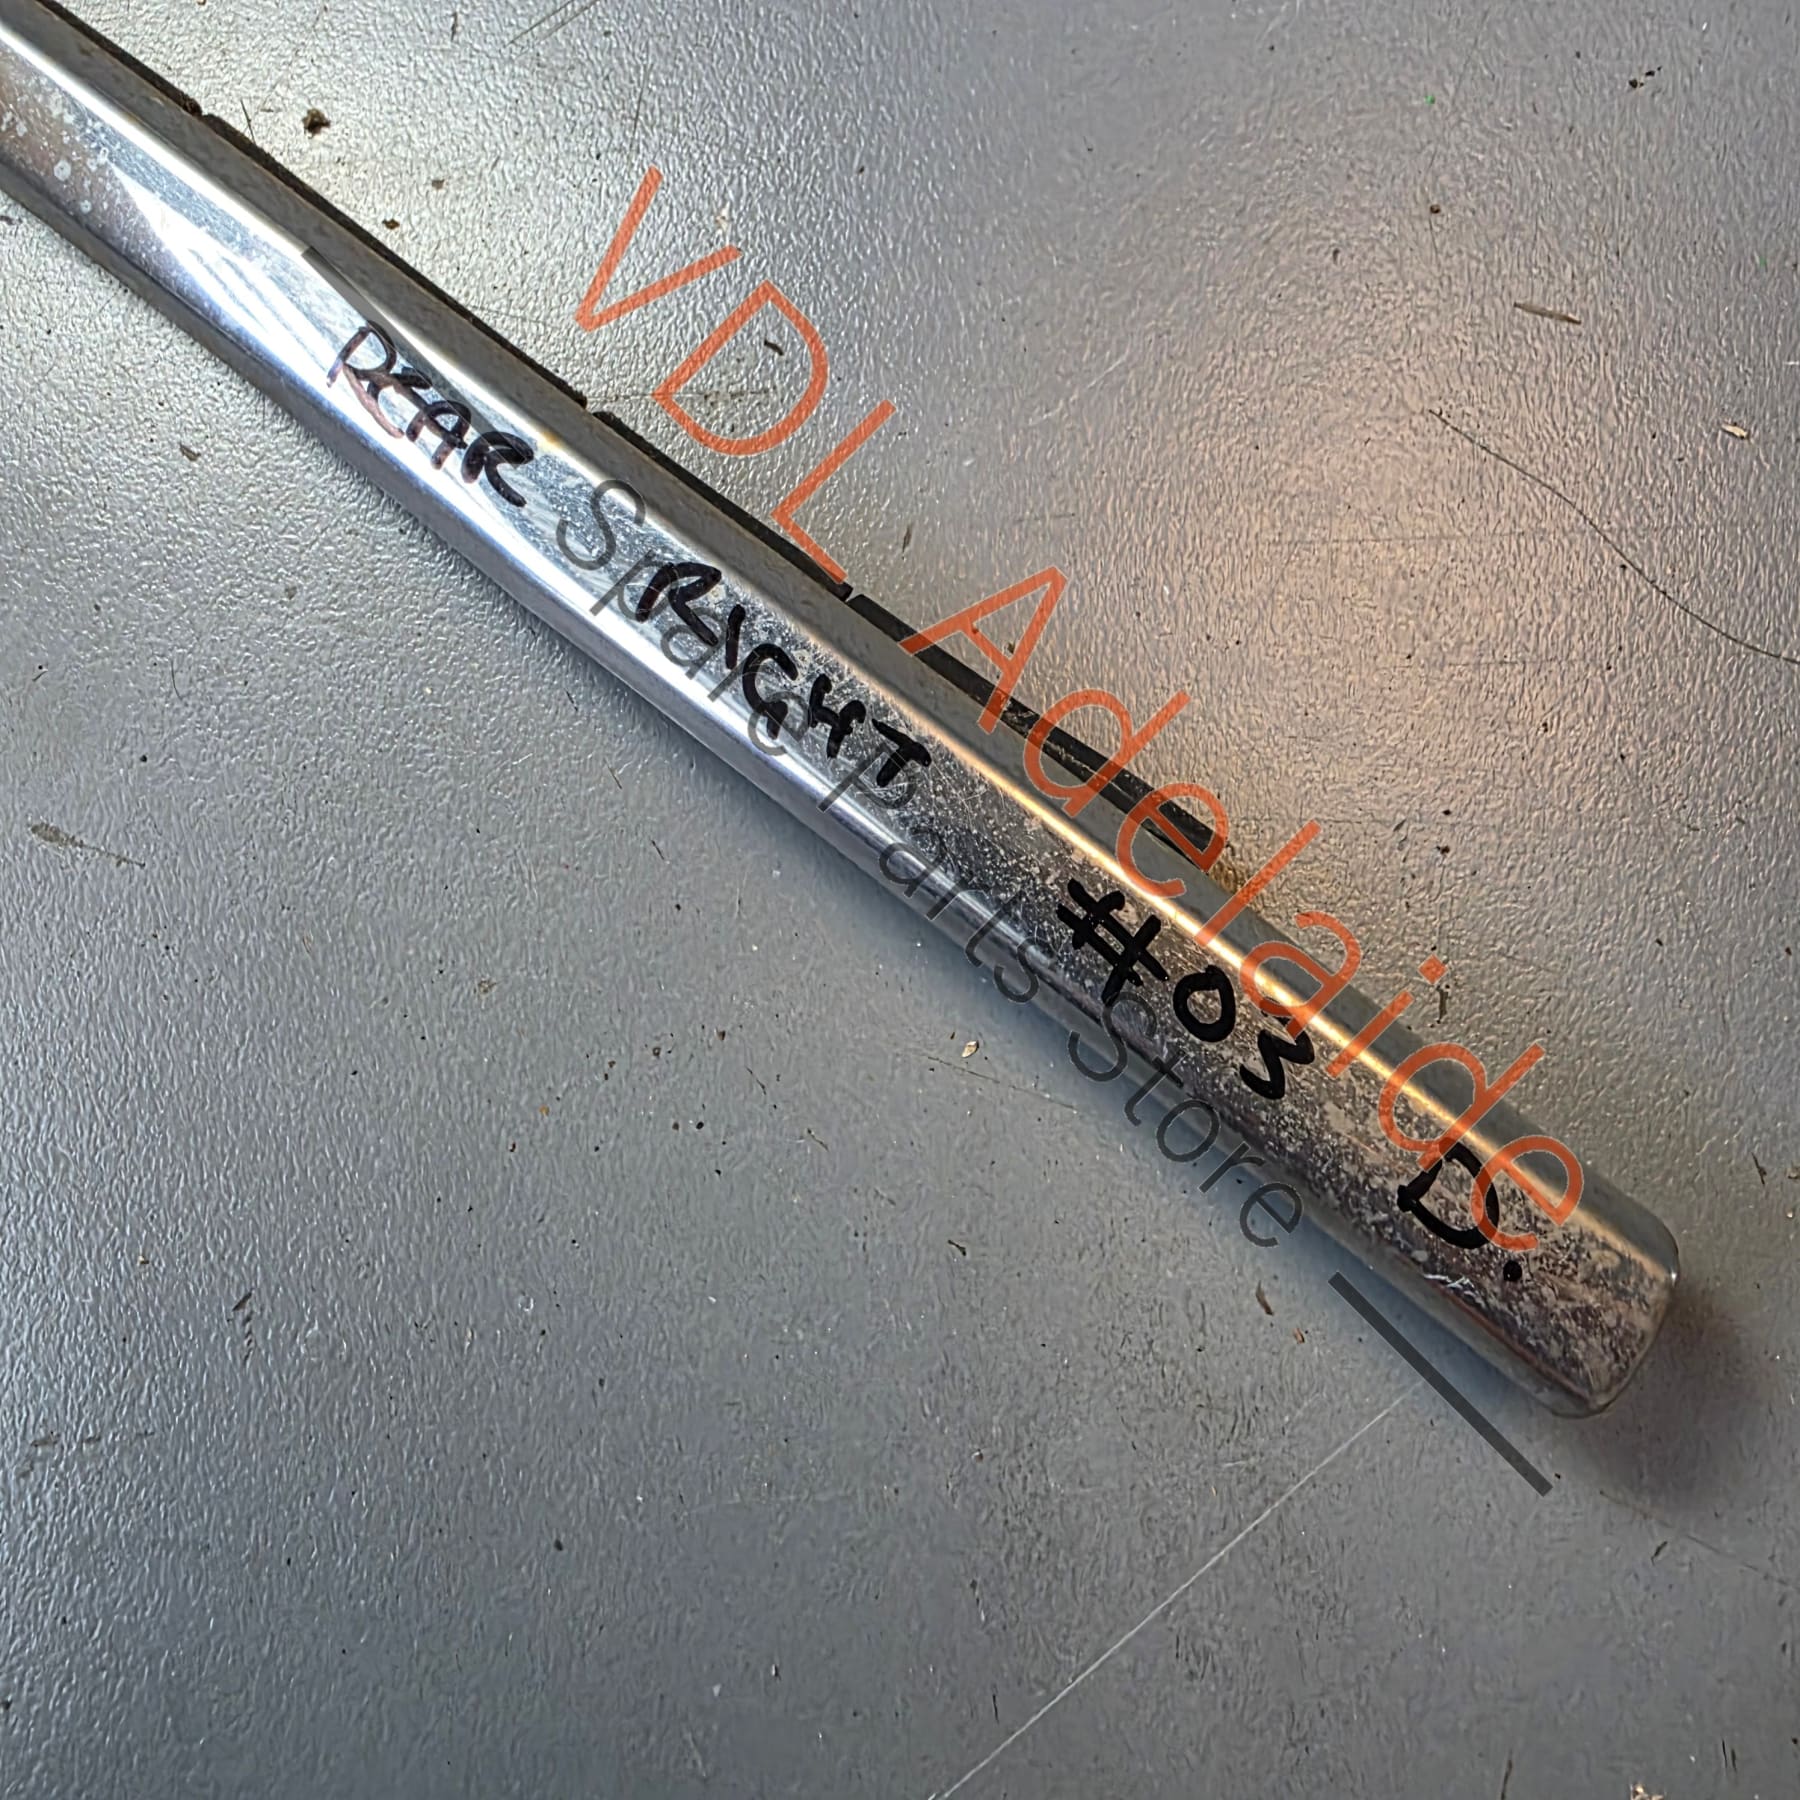 VDL Adelaide
Spare parts Store
REAR RIGHT #03 D.